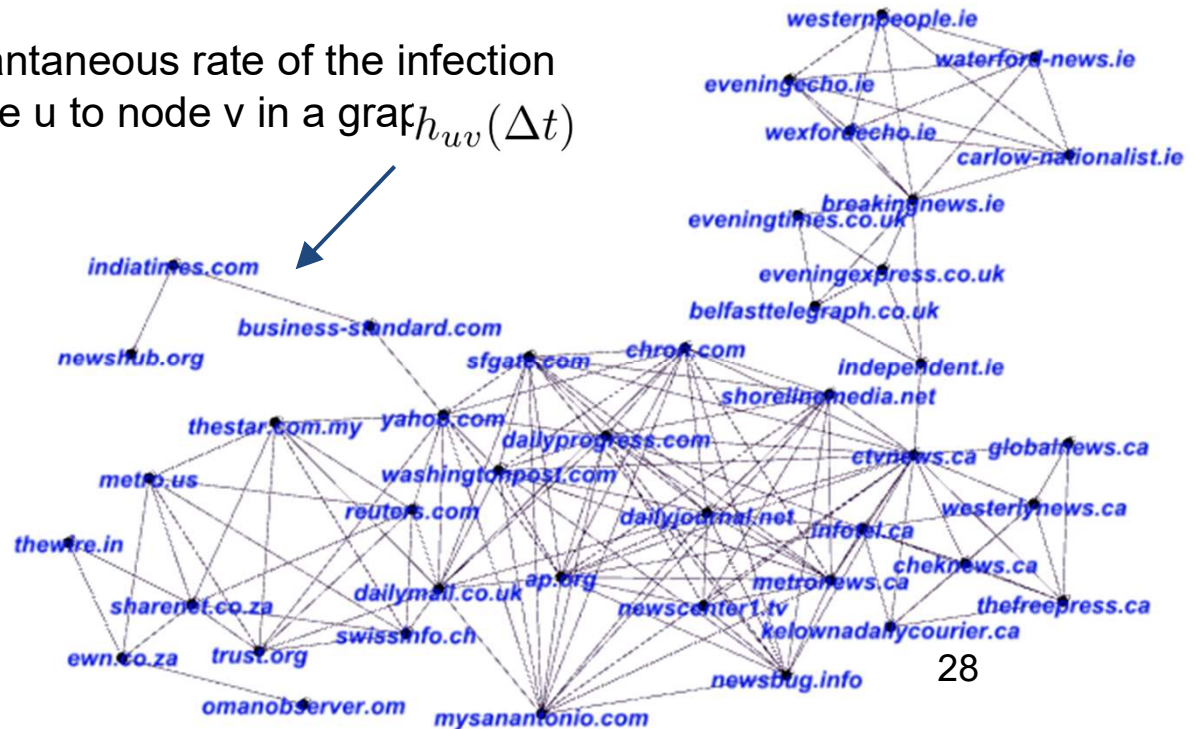 westernpeople.ie
antaneous rate of the infection
waterford-news.ie
eveningecho.ie
e u to node v in a grap h_{uv}(Δt)
wexfordecho.ie
carlow-nationalist.ie
breakingnews.ie
eveningtimes.co.uk
indiatimes.com
eveningexpress.co.uk
belfasttelegraph.co.uk
business-standard.com
newshub.org
sfgate.com
chron.com
independent.ie
shorelinemedia.net
thestar.com.my
yahoo.com
dailyprogress.com
ctvnews.ca
globalnews.ca
metro.us
washingtonpost.com
reuters.com
dailyjournal.net
infotel.ca
westerlynews.ca
thewire.in
cheknews.ca
sharenet.co.za
dailymail.co.uk
ap.org
newscenter1.tv
metronews.ca
thefreepress.ca
swissinfo.ch
kelownadailycourier.ca
ewn.co.za
trust.org
newsbug.info
28
omanobserver.om
mysanantonio.com